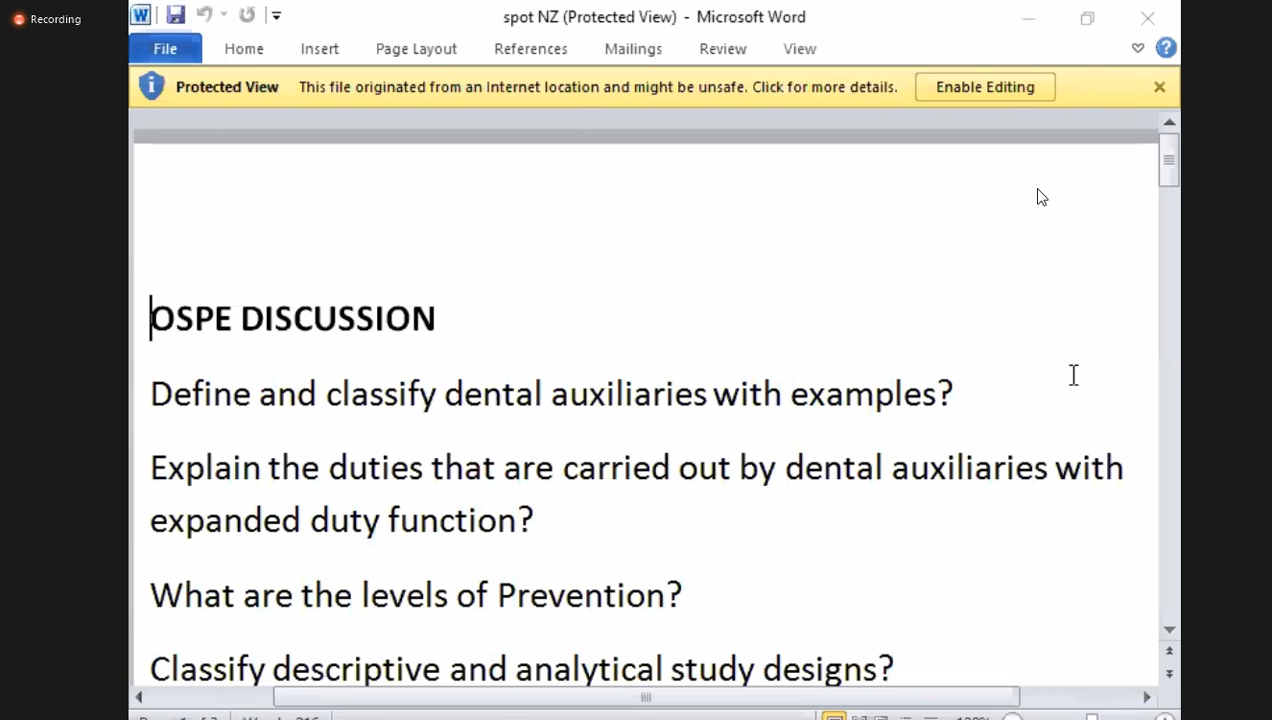 Recording
spot NZ (Protected View) - Microsoft Word
File Home Insert Page Layout References Mailings Review View
Protected View This file originated from an Internet location and might be unsafe. Click for more details. Enable Editing
OSPE DISCUSSION
Define and classify dental auxiliaries with examples?
Explain the duties that are carried out by dental auxiliaries with
expanded duty function?
What are the levels of Prevention?
Classify descriptive and analytical study designs?